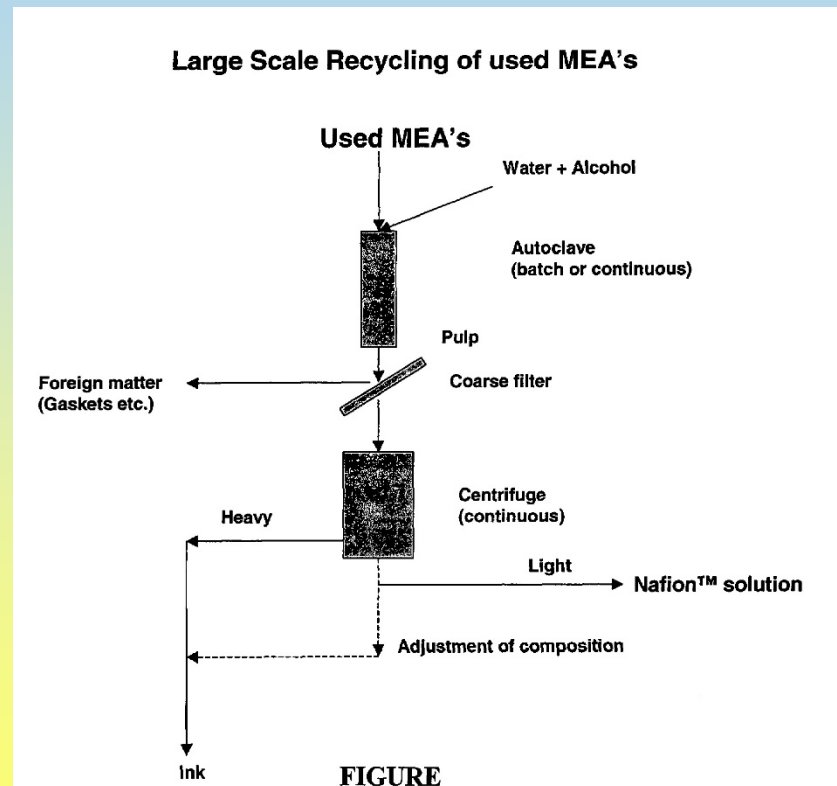 Large Scale Recycling of used MEA's
Used MEA's
Water + Alcohol
Autoclave
(batch or continuous)
Pulp
Foreign matter
(Gaskets etc.)
Coarse filter
Centrifuge
(continuous)
Heavy
Light
Nafion™ solution
Adjustment of composition
Ink
FIGURE